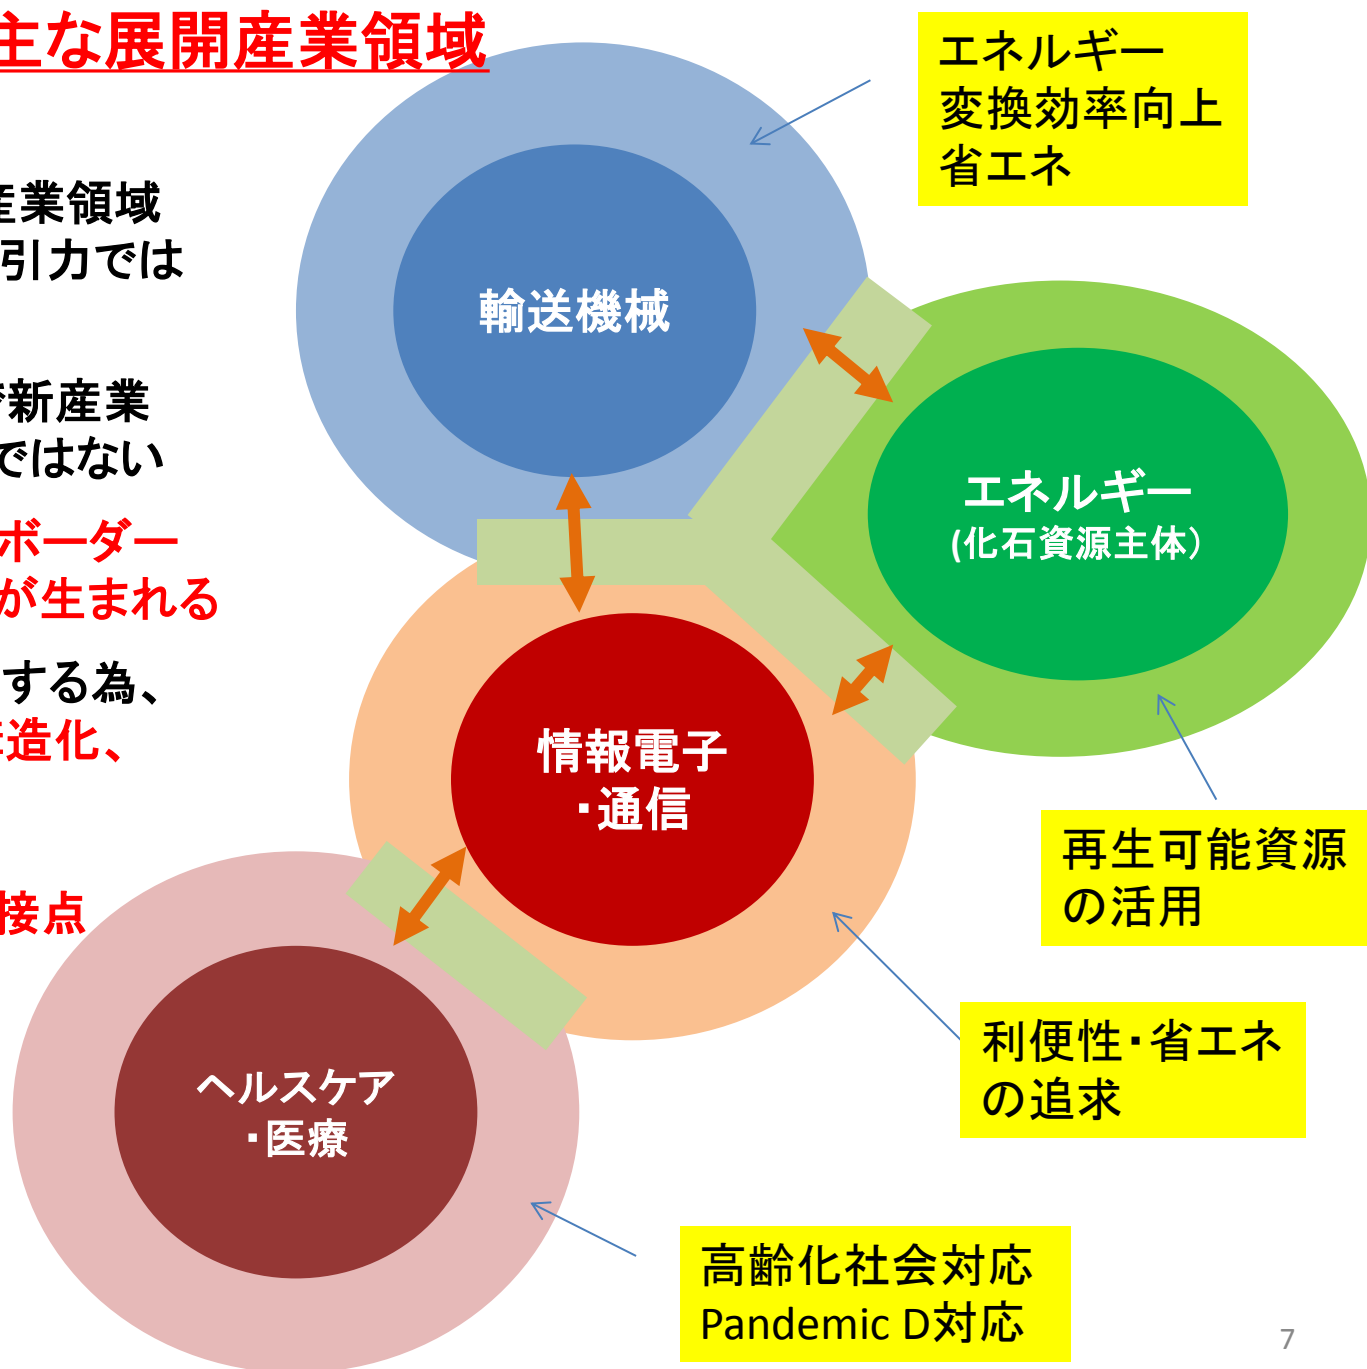 主な展開産業領域
産業領域
引力では
新産業
ではない
ボーダー
が生まれる
する為、
造化、
接点
エネルギー
変換効率向上
省エネ
輸送機械
エネルギー
(化石資源主体）
情報電子
・通信
再生可能資源
の活用
利便性・省エネ
の追求
ヘルスケア
・医療
高齢化社会対応
Pandemic D対応
7